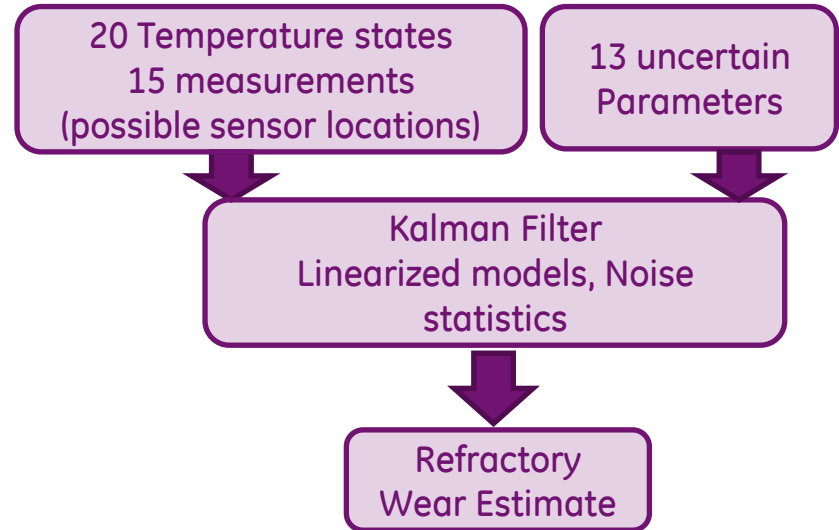 20 Temperature states
15 measurements
(possible sensor locations)
13 uncertain
Parameters
Kalman Filter
Linearized models, Noise
statistics
Refractory
Wear Estimate